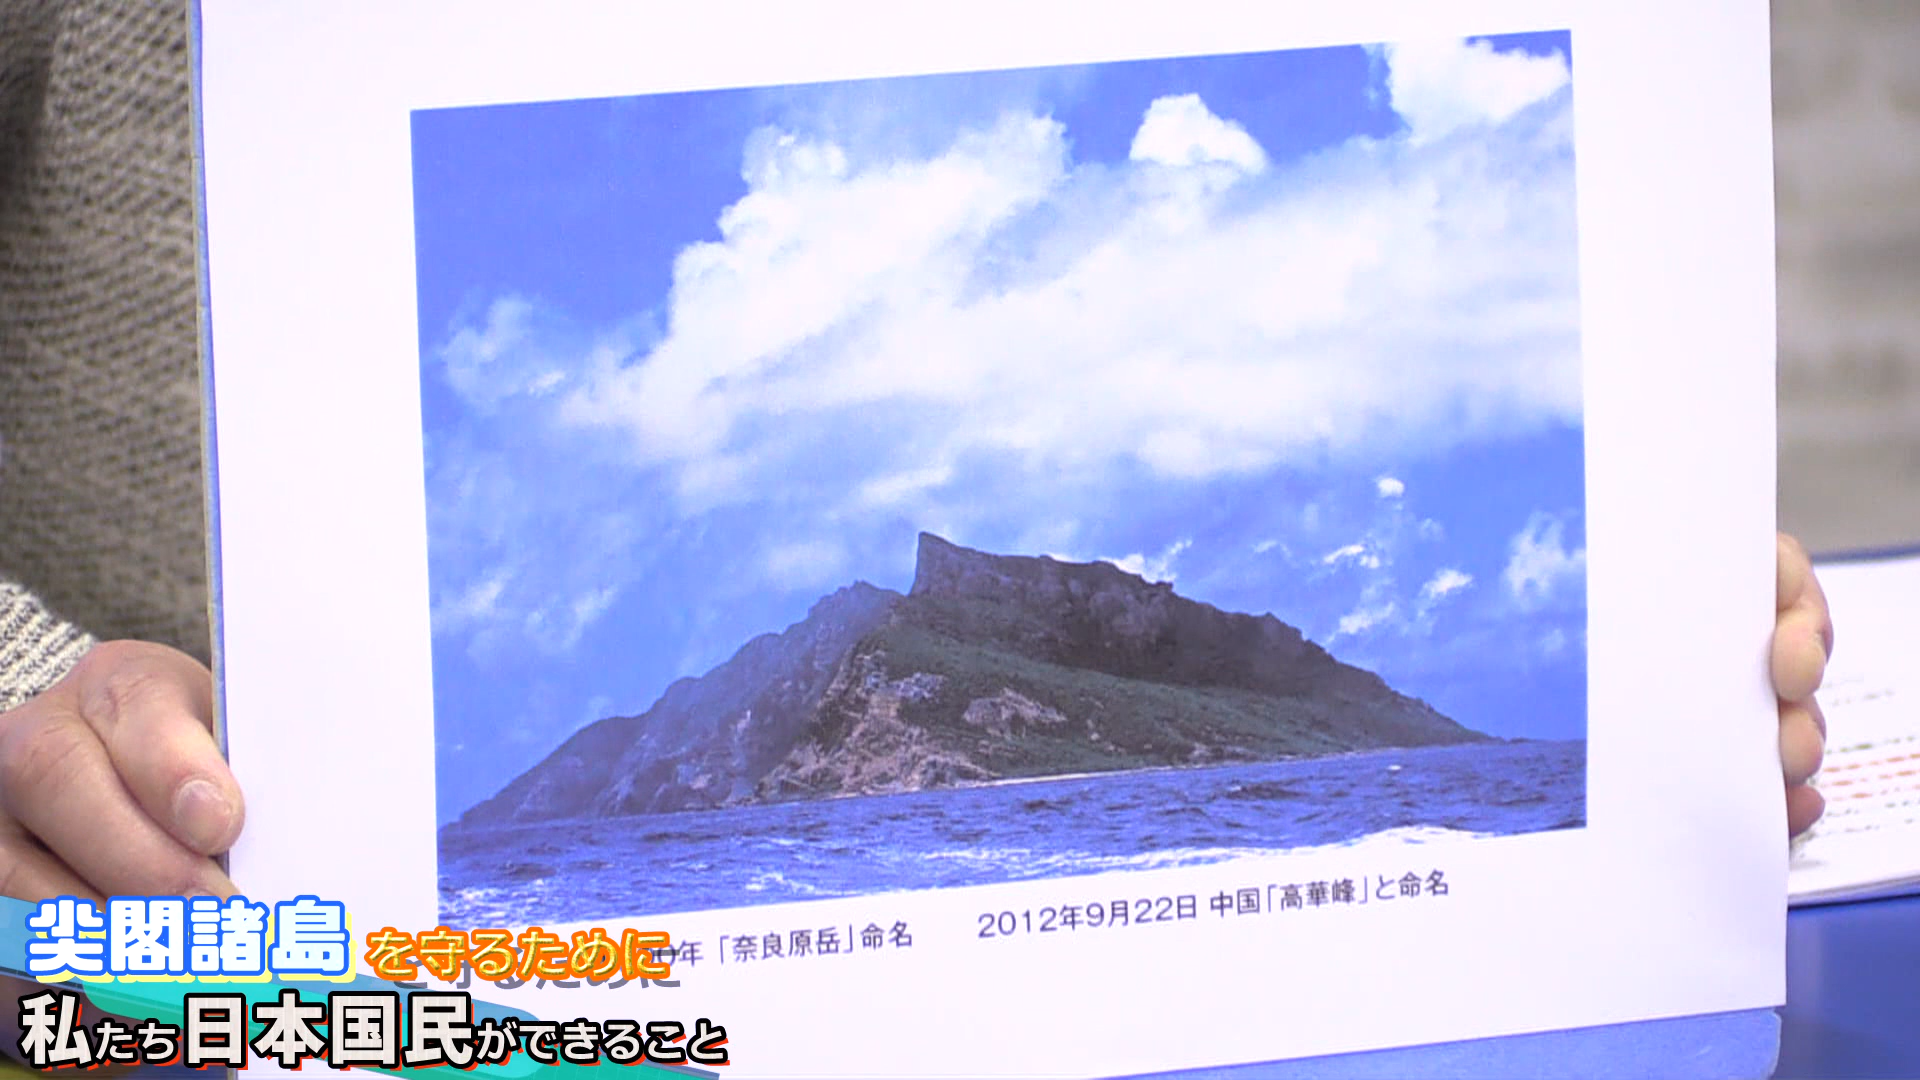 0年「奈良原岳」命名
2012年9月22日 中国「高華峰」と命名
尖閣諸島を守るために
私たち日本国民ができること